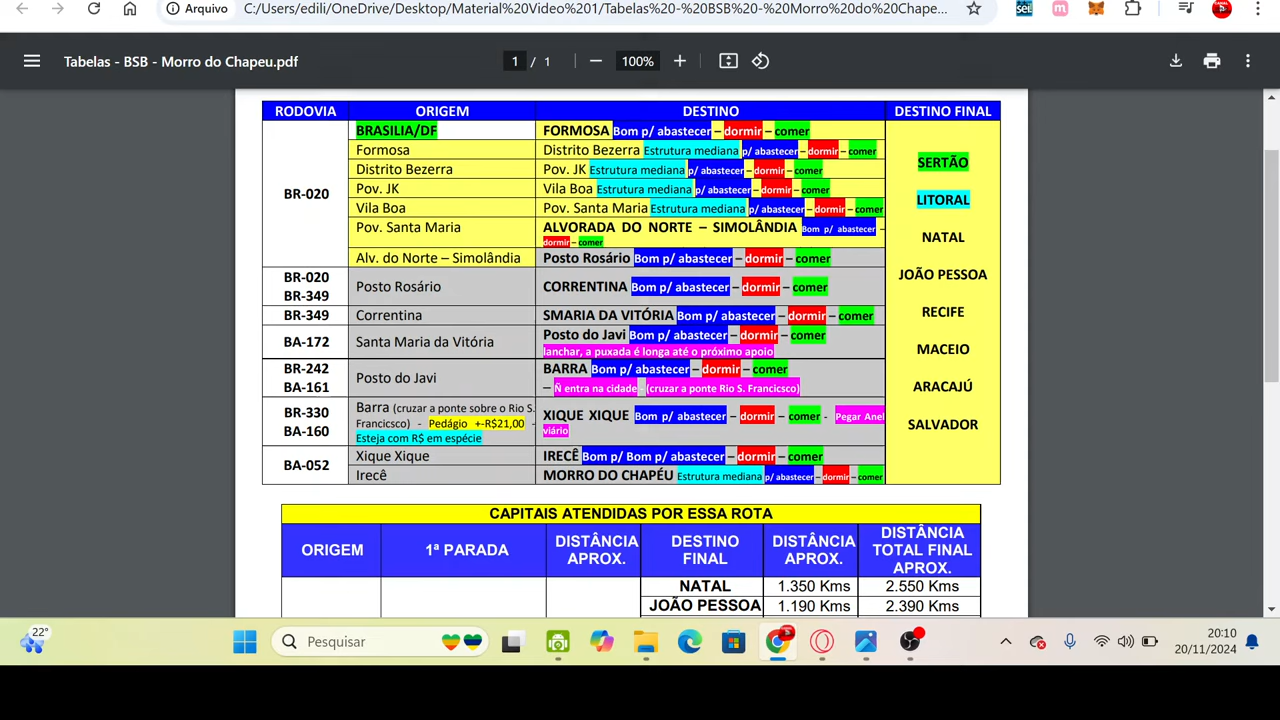 Arquivo
C:/Users/edili/OneDrive/Desktop/Material%20Video%201/Tabelas%20-%20BSB%20-%20Morro%20do%20Chape...
Tabelas - BSB - Morro do Chapeu.pdf
1 / 1
100%
RODOVIA ORIGEM DESTINO DESTINO FINAL
BR-020
BRASILIA/DF FORMOSA Bom p/ abastecer – dormir – comer
Formosa Distrito Bezerra Estrutura mediana p/ abastecer – dormir – comer
Distrito Bezerra Pov. JK Estrutura mediana p/ abastecer – dormir – comer
Pov. JK Vila Boa Estrutura mediana p/ abastecer – dormir – comer
Vila Boa Pov. Santa Maria Estrutura mediana p/ abastecer – dormir – comer
Pov. Santa Maria ALVORADA DO NORTE – SIMOLÂNDIA Bom p/ abastecer –
dormir – comer
Alv. do Norte – Simolândia Posto Rosário Bom p/ abastecer – dormir – comer
BR-020
BR-349
Posto Rosário CORRENTINA Bom p/ abastecer – dormir – comer
BR-349 Correntina SMARIA DA VITÓRIA Bom p/ abastecer – dormir – comer
BA-172 Santa Maria da Vitória Posto do Javi Bom p/ abastecer – dormir – comer
lanchar, a puxada é longa até o próximo apoio
BR-242
BA-161
Posto do Javi BARRA Bom p/ abastecer – dormir – comer
– Ñ entra na cidade - (cruzar a ponte Rio S. Francicsco)
BR-330
BA-160
Barra (cruzar a ponte sobre o Rio S.
Francicsco) - Pedágio +-R$21,00 -
Esteja com R$ em espécie
XIQUE XIQUE Bom p/ abastecer – dormir – comer - Pegar Anel
viário
BA-052
Xique Xique IRECÊ Bom p/ Bom p/ abastecer – dormir – comer
Irecê MORRO DO CHAPÉU Estrutura mediana p/ abastecer – dormir – comer
SERTÃO
LITORAL
NATAL
JOÃO PESSOA
RECIFE
MACEIO
ARACAJÚ
SALVADOR
CAPITAIS ATENDIDAS POR ESSA ROTA
ORIGEM 1ª PARADA DISTÂNCIA APROX. DESTINO FINAL DISTÂNCIA APROX. DISTÂNCIA TOTAL FINAL APROX.
NATAL 1.350 Kms 2.550 Kms
JOÃO PESSOA 1.190 Kms 2.390 Kms
22°
Pesquisar
20:10
20/11/2024